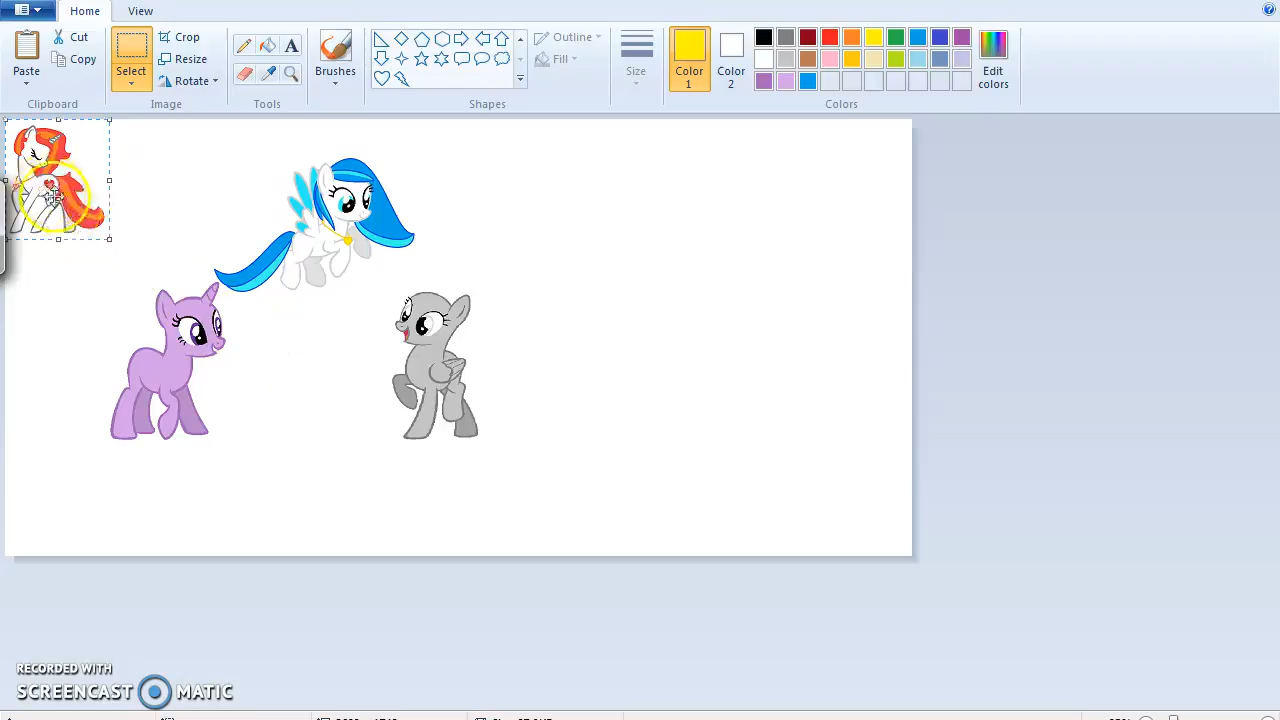 Home View
Paste Cut Copy Clipboard
Select Crop Resize Rotate Image
Tools
Brushes
Shapes Outline Fill
Size
Color 1 Color 2 Edit colors Colors
RECORDED WITH
SCREENCAST MATIC